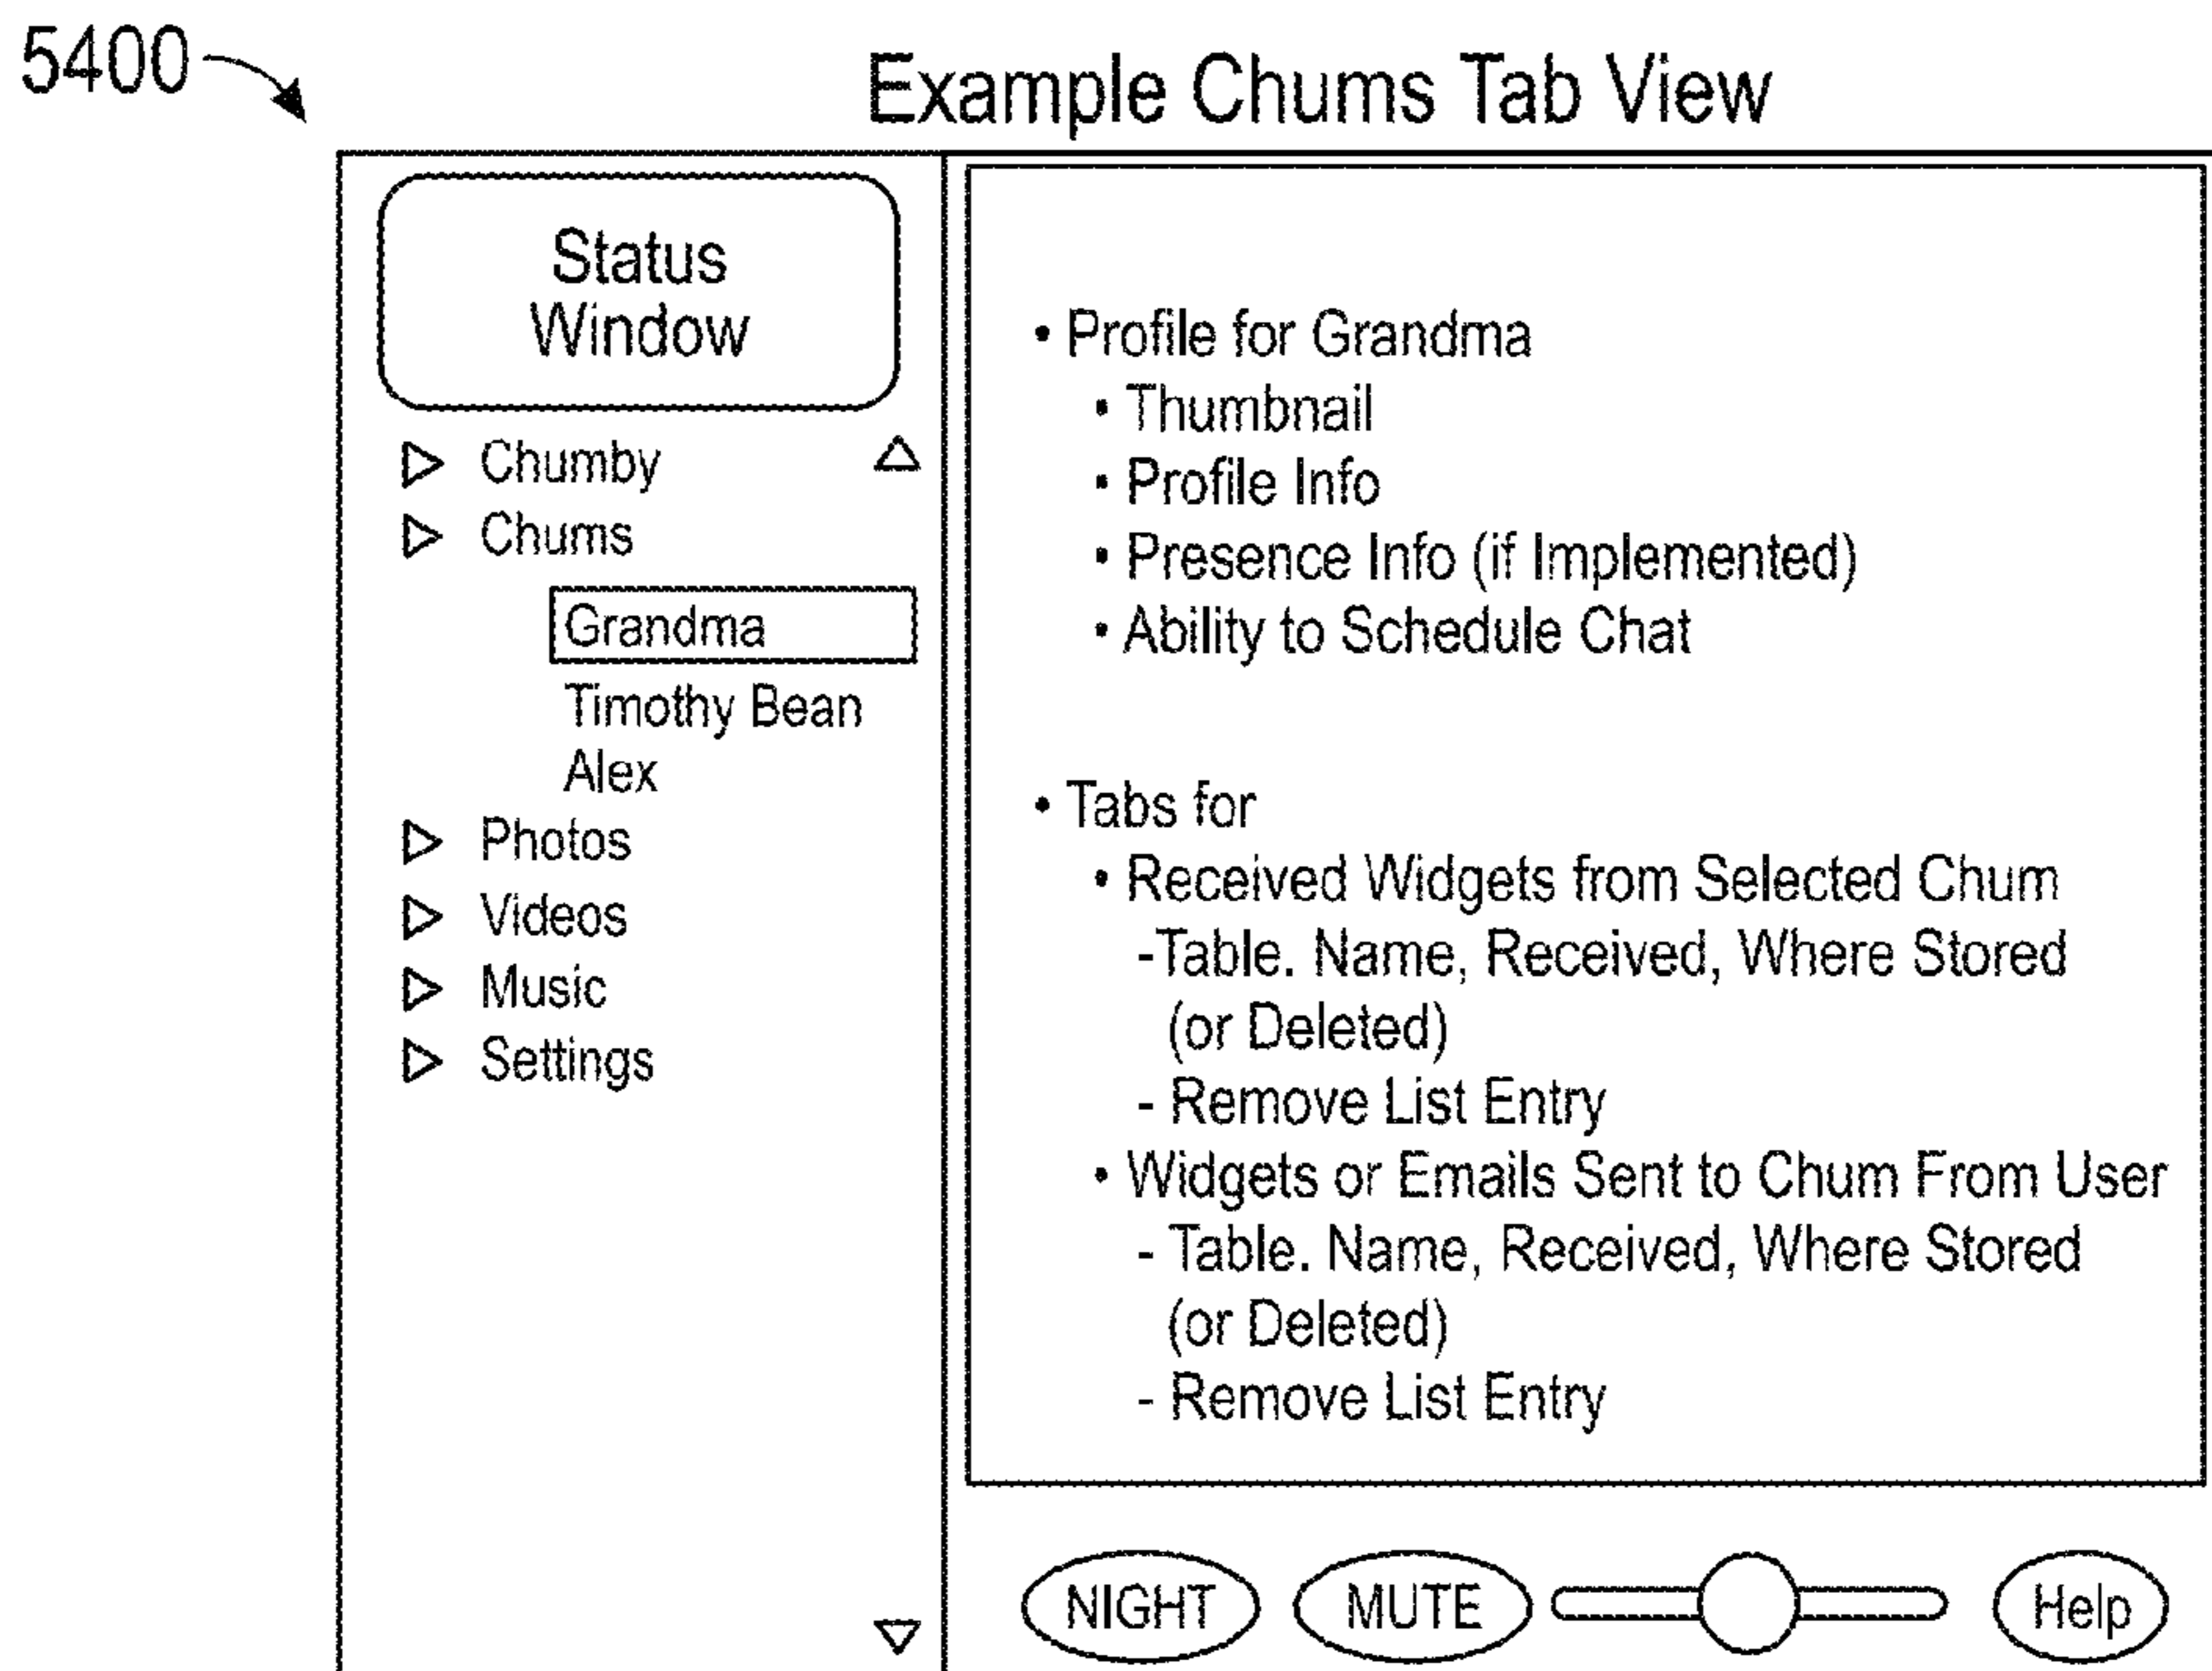 5400
Example Chums Tab View
Status
Window
Chumby
Chums
Grandma
Timothy Bean
Alex
Photos
Videos
Music
Settings
• Profile for Grandma
• Thumbnail
• Profile Info
• Presence Info (if Implemented)
• Ability to Schedule Chat
• Tabs for
• Received Widgets from Selected Chum
-Table. Name, Received, Where Stored
(or Deleted)
- Remove List Entry
• Widgets or Emails Sent to Chum From User
- Table. Name, Received, Where Stored
(or Deleted)
- Remove List Entry
NIGHT
MUTE
Help